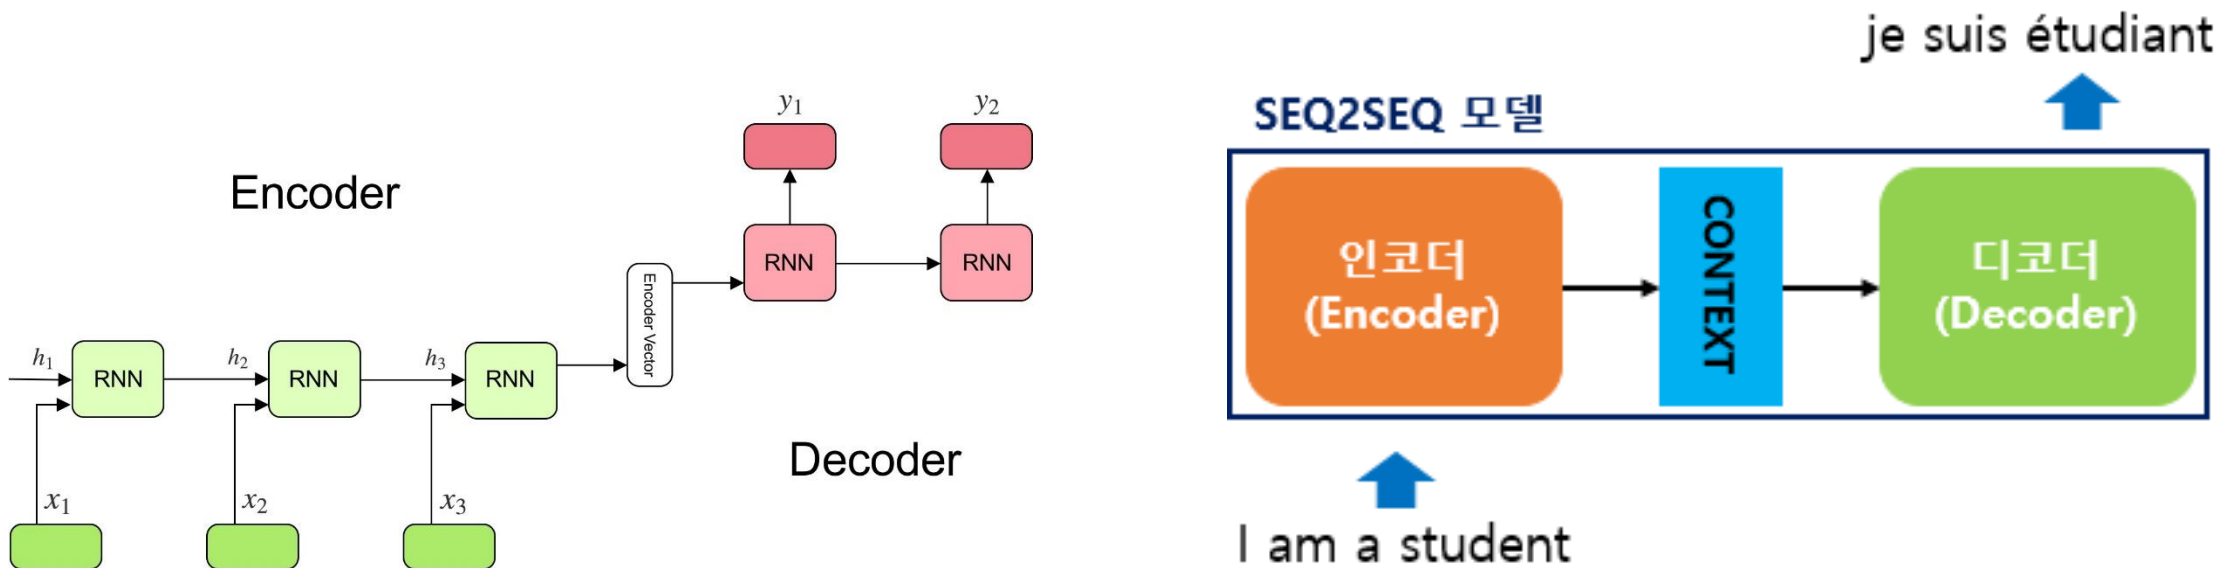 Encoder
y1
y2
RNN
RNN
Encoder Vector
h1
RNN
h2
RNN
h3
RNN
Decoder
x1
x2
x3
je suis étudiant
SEQ2SEQ 모델
인코더
(Encoder)
CONTEXT
디코더
(Decoder)
I am a student